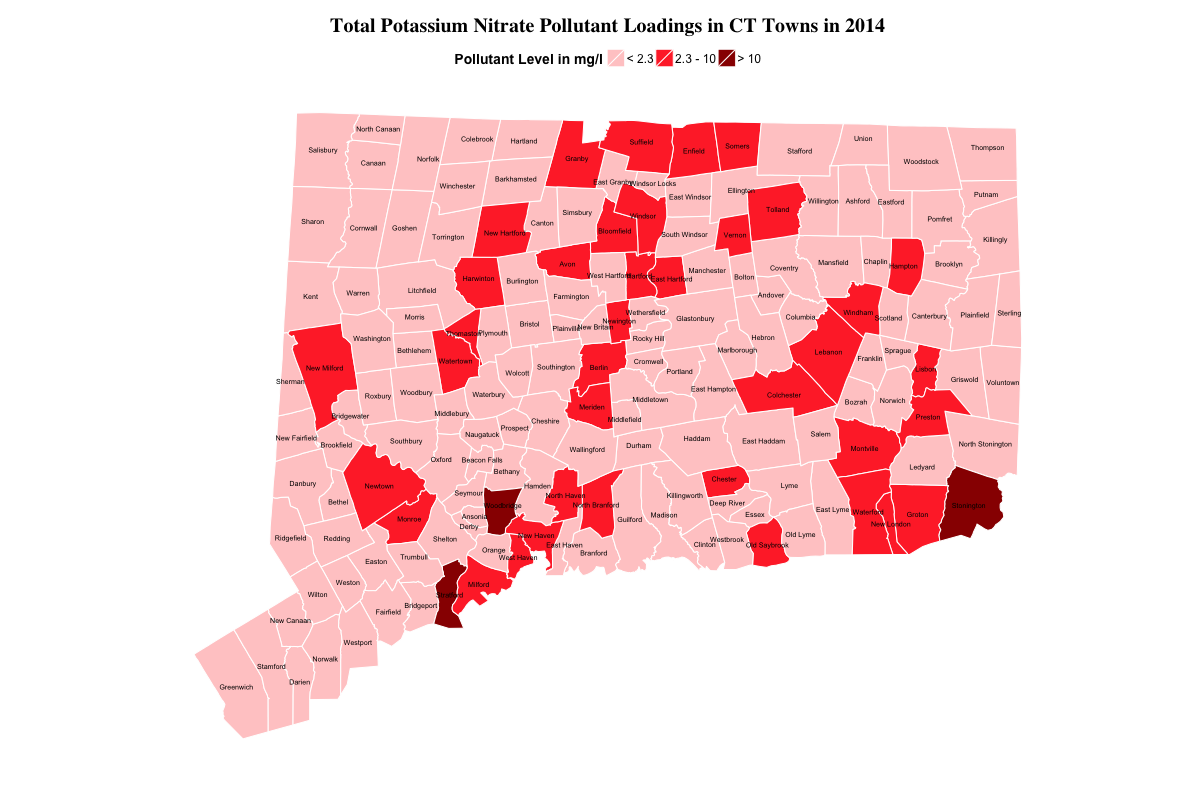 Total Potassium Nitrate Pollutant Loadings in CT Towns in 2014
Pollutant Level in mg/l < 2.3 2.3 - 10 > 10
North Canaan
Colebrook
Hartland
Union
Suffield
Salisbury
Enfield
Somers
Stafford
Thompson
Canaan
Norfolk
Granby
Woodstock
Winchester
Barkhamsted
East Granby
Windsor Locks
Ellington
Putnam
East Windsor
Willington
Ashford
Eastford
Tolland
Simsbury
Windsor
Pomfret
Sharon
Canton
Cornwall
Goshen
Torrington
New Hartford
Bloomfield
South Windsor
Vernon
Killingly
Avon
Mansfield
Chaplin
Hampton
Brooklyn
Coventry
Manchester
West Hartford
Hartford
East Hartford
Bolton
Harwinton
Burlington
Litchfield
Warren
Kent
Farmington
Andover
Wethersfield
Windham
Sterling
Plainfield
Canterbury
Scotland
Columbia
Glastonbury
Morris
Newington
Bristol
Plainville
New Britain
Thomaston
Plymouth
Washington
Rocky Hill
Hebron
Bethlehem
Marlborough
Lebanon
Sprague
Franklin
Watertown
Cromwell
New Milford
Southington
Berlin
Lisbon
Wolcott
Portland
Griswold
Sherman
Voluntown
East Hampton
Woodbury
Waterbury
Roxbury
Colchester
Middletown
Norwich
Bozrah
Meriden
Middlebury
Bridgewater
Preston
Middlefield
Cheshire
Prospect
Naugatuck
Salem
New Fairfield
Haddam
Southbury
East Haddam
Brookfield
Durham
North Stonington
Wallingford
Montville
Oxford
Beacon Falls
Ledyard
Bethany
Chester
Danbury
Newtown
Hamden
Lyme
Seymour
North Haven
Killingworth
Bethel
Deep River
Woodbridge
North Branford
Stonington
East Lyme
Waterford
Essex
Groton
Madison
Ansonia
Monroe
Guilford
New London
Derby
Old Lyme
New Haven
Ridgefield
Redding
Shelton
Westbrook
Clinton
Old Saybrook
East Haven
Orange
Branford
Trumbull
West Haven
Easton
Weston
Milford
Wilton
Stratford
Bridgeport
Fairfield
New Canaan
Westport
Norwalk
Stamford
Darien
Greenwich